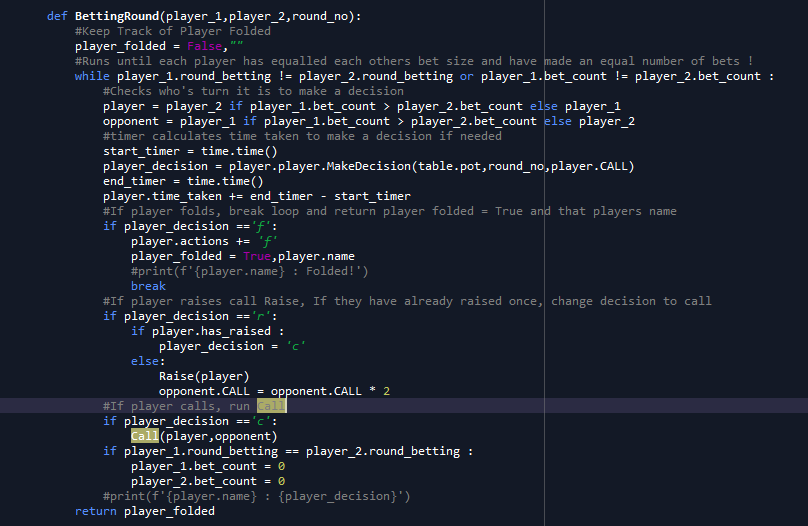 def BettingRound(player_1,player_2,round_no):
    #Keep Track of Player Folded
    player_folded = False,""
    #Runs until each player has equalled each others bet size and have made an equal number of bets !
    while player_1.round_betting != player_2.round_betting or player_1.bet_count != player_2.bet_count :
        #Checks who's turn it is to make a decision
        player = player_2 if player_1.bet_count > player_2.bet_count else player_1
        opponent = player_1 if player_1.bet_count > player_2.bet_count else player_2
        #timer calculates time taken to make a decision if needed
        start_timer = time.time()
        player_decision = player.player.MakeDecision(table.pot,round_no,player.CALL)
        end_timer = time.time()
        player.time_taken += end_timer - start_timer
        #If player folds, break loop and return player folded = True and that players name
        if player_decision =='f':
            player.actions += 'f'
            player_folded = True,player.name
            #print(f'{player.name} : Folded!')
            break
        #If player raises call Raise, If they have already raised once, change decision to call
        if player_decision =='r':
            if player.has_raised :
                player_decision = 'c'
            else:
                Raise(player)
                opponent.CALL = opponent.CALL * 2
        #If player calls, run Call
        if player_decision =='c':
            Call(player,opponent)
        if player_1.round_betting == player_2.round_betting :
            player_1.bet_count = 0
            player_2.bet_count = 0
        #print(f'{player.name} : {player_decision}')
    return player_folded